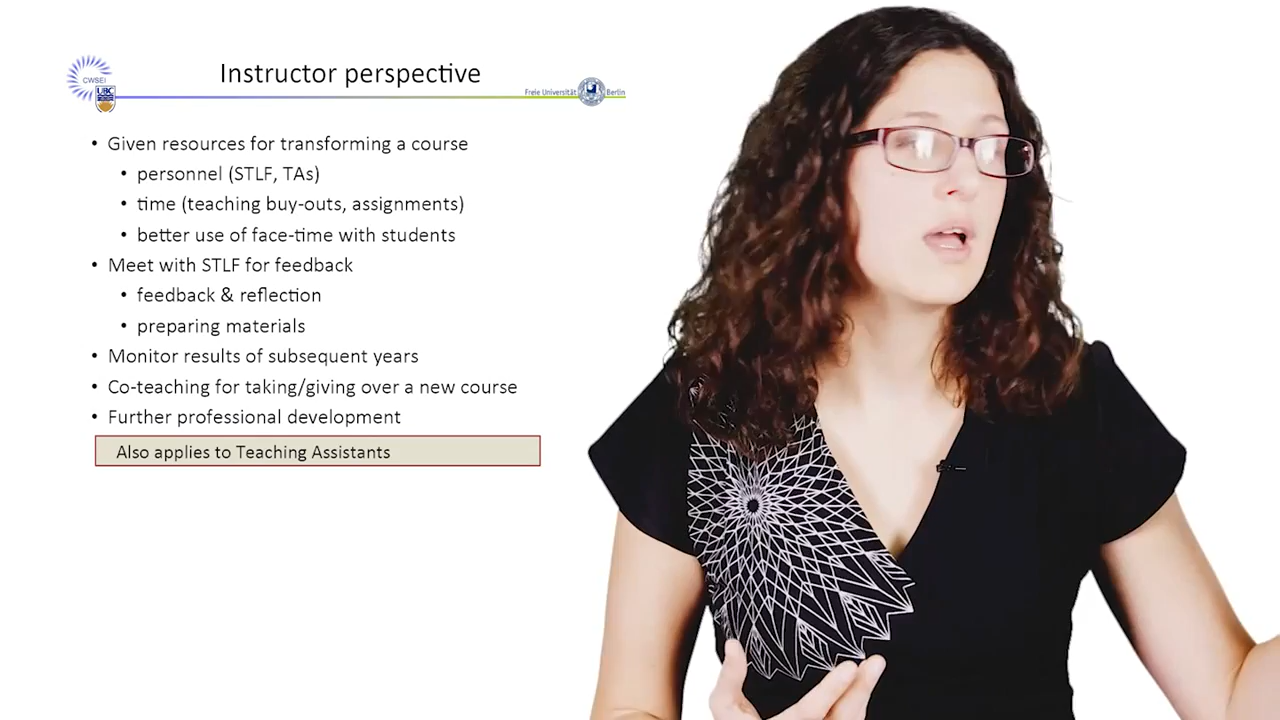 Instructor perspective
CWSEI
UBC
Freie Universität Berlin
• Given resources for transforming a course
• personnel (STLF, TAs)
• time (teaching buy-outs, assignments)
• better use of face-time with students
• Meet with STLF for feedback
• feedback & reflection
• preparing materials
• Monitor results of subsequent years
• Co-teaching for taking/giving over a new course
• Further professional development
Also applies to Teaching Assistants